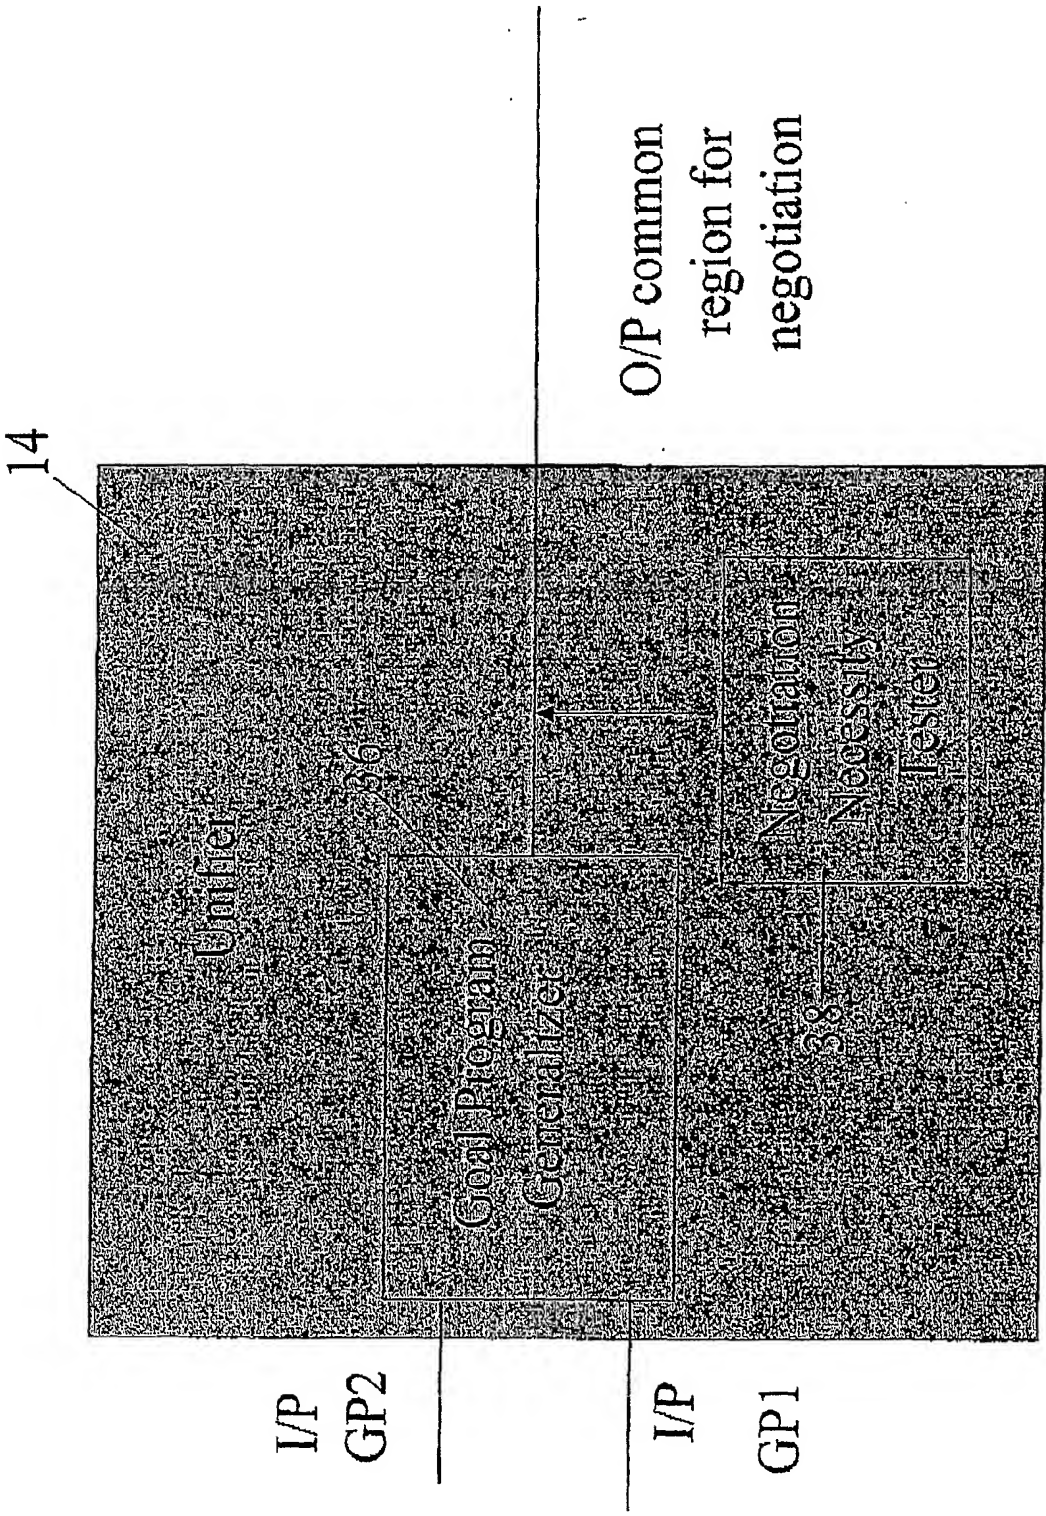 14
Unifier
36
I/P
GP2
Goal Program
Generalizer
I/P
GP1
38
Negotiation
Necessity
Tester
O/P common
region for
negotiation